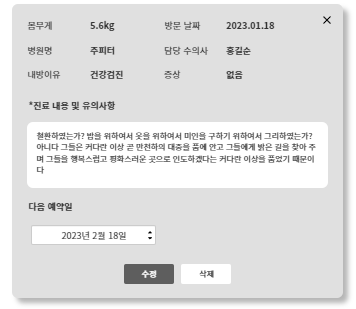 몸무게 5.6kg 방문 날짜 2023.01.18
병원명 주피터 담당 수의사 홍길순
내방이유 건강검진 증상 없음
*진료 내용 및 유의사항
철환하였는가? 밥을 위하여서 옷을 위하여서 미인을 구하기 위하여서 그리하였는가?
아니다 그들은 커다란 이상 곧 만천하의 대중을 품에 안고 그들에게 밝은 길을 찾아 주
며 그들을 행복스럽고 평화스러운 곳으로 인도하겠다는 커다란 이상을 품었기 때문이
다
다음 예약일
2023년 2월 18일
수정 삭제